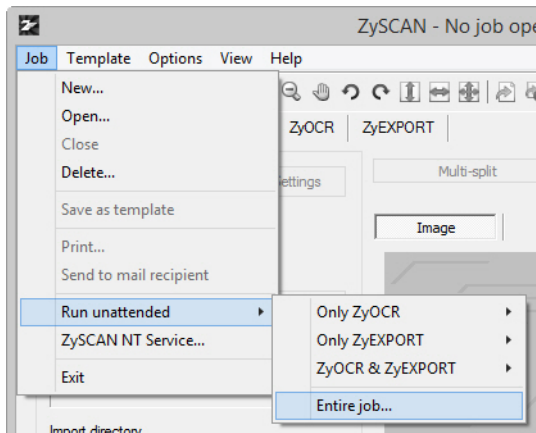 ZySCAN - No job ope
Job Template Options View Help
New...
Open...
Close
Delete...
Save as template
Print...
Send to mail recipient
Run unattended
ZySCAN NT Service...
Exit
ZyOCR ZyEXPORT
ettings
Multi-split
Image
Only ZyOCR
Only ZyEXPORT
ZyOCR & ZyEXPORT
Entire job...
Import directory